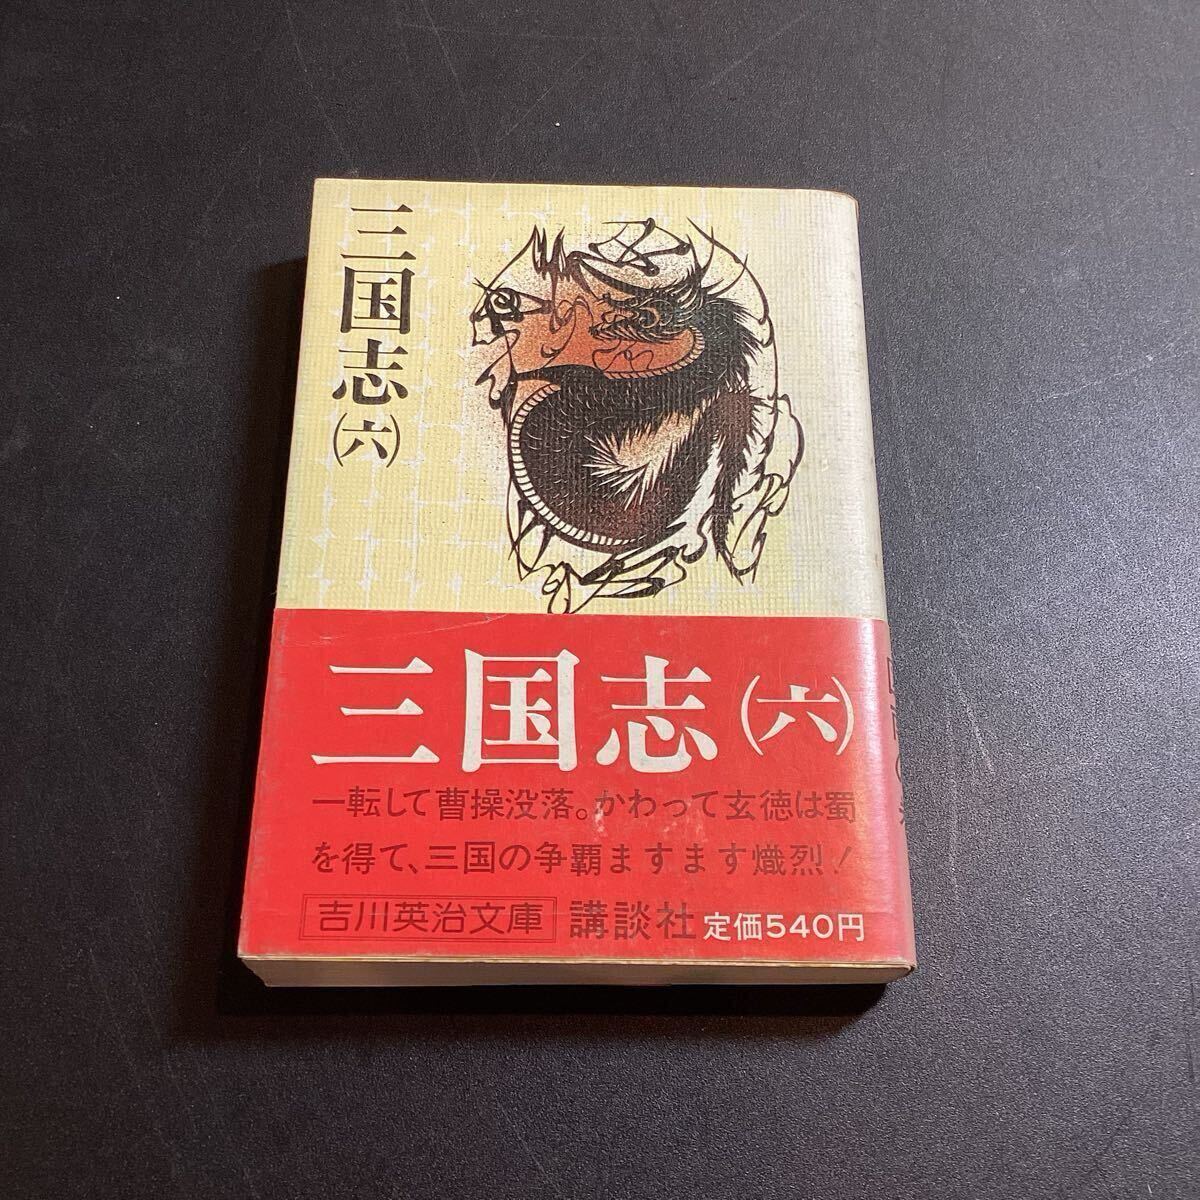 三国志(六)
三国志(六)
一転して曹操没落。かわって玄徳は蜀
を得て、三国の争覇ますます熾烈!
吉川英治文庫 講談社 定価540円